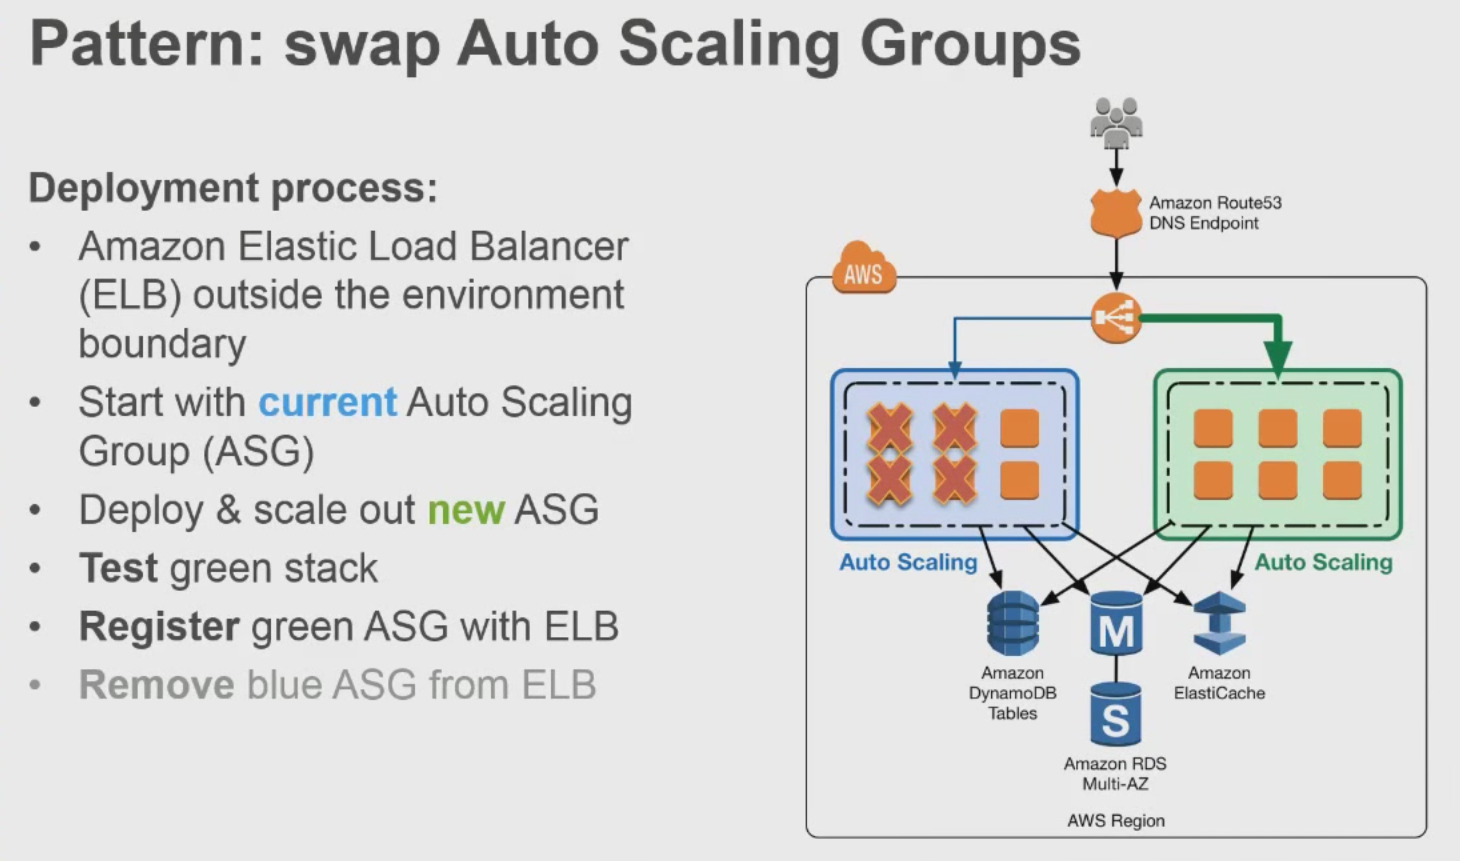 Pattern: swap Auto Scaling Groups
Deployment process:
• Amazon Elastic Load Balancer
(ELB) outside the environment
boundary
• Start with current Auto Scaling
Group (ASG)
• Deploy & scale out new ASG
• Test green stack
• Register green ASG with ELB
• Remove blue ASG from ELB
Amazon Route53
DNS Endpoint
AWS
Auto Scaling
Auto Scaling
M
Amazon
DynamoDB
Tables
Amazon
ElastiCache
S
Amazon RDS
Multi-AZ
AWS Region